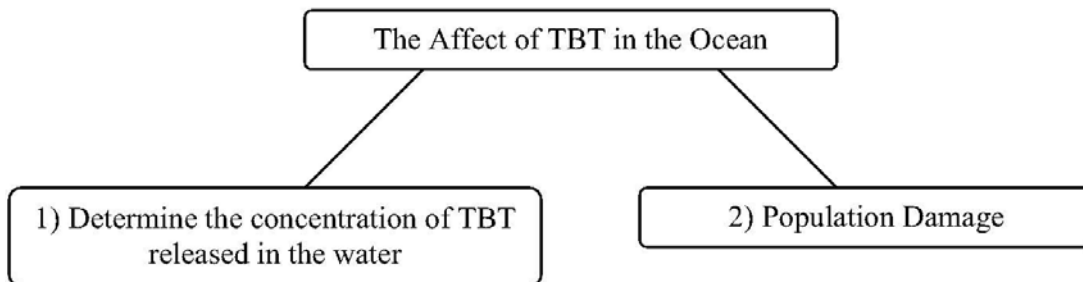 The Affect of TBT in the Ocean
1) Determine the concentration of TBT
released in the water
2) Population Damage